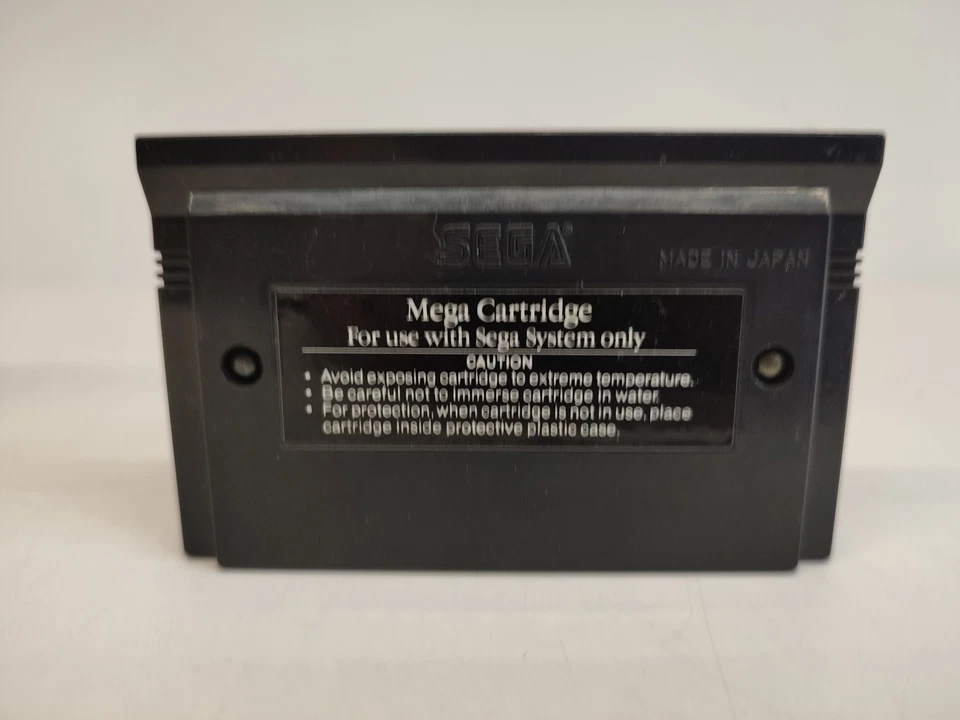 SEGA
MADE IN JAPAN
Mega Cartridge
For use with Sega System only
CAUTION
• Avoid exposing cartridge to extreme temperature.
• Be careful not to immerse cartridge in water.
• For protection, when cartridge is not in use, place
cartridge inside protective plastic case.